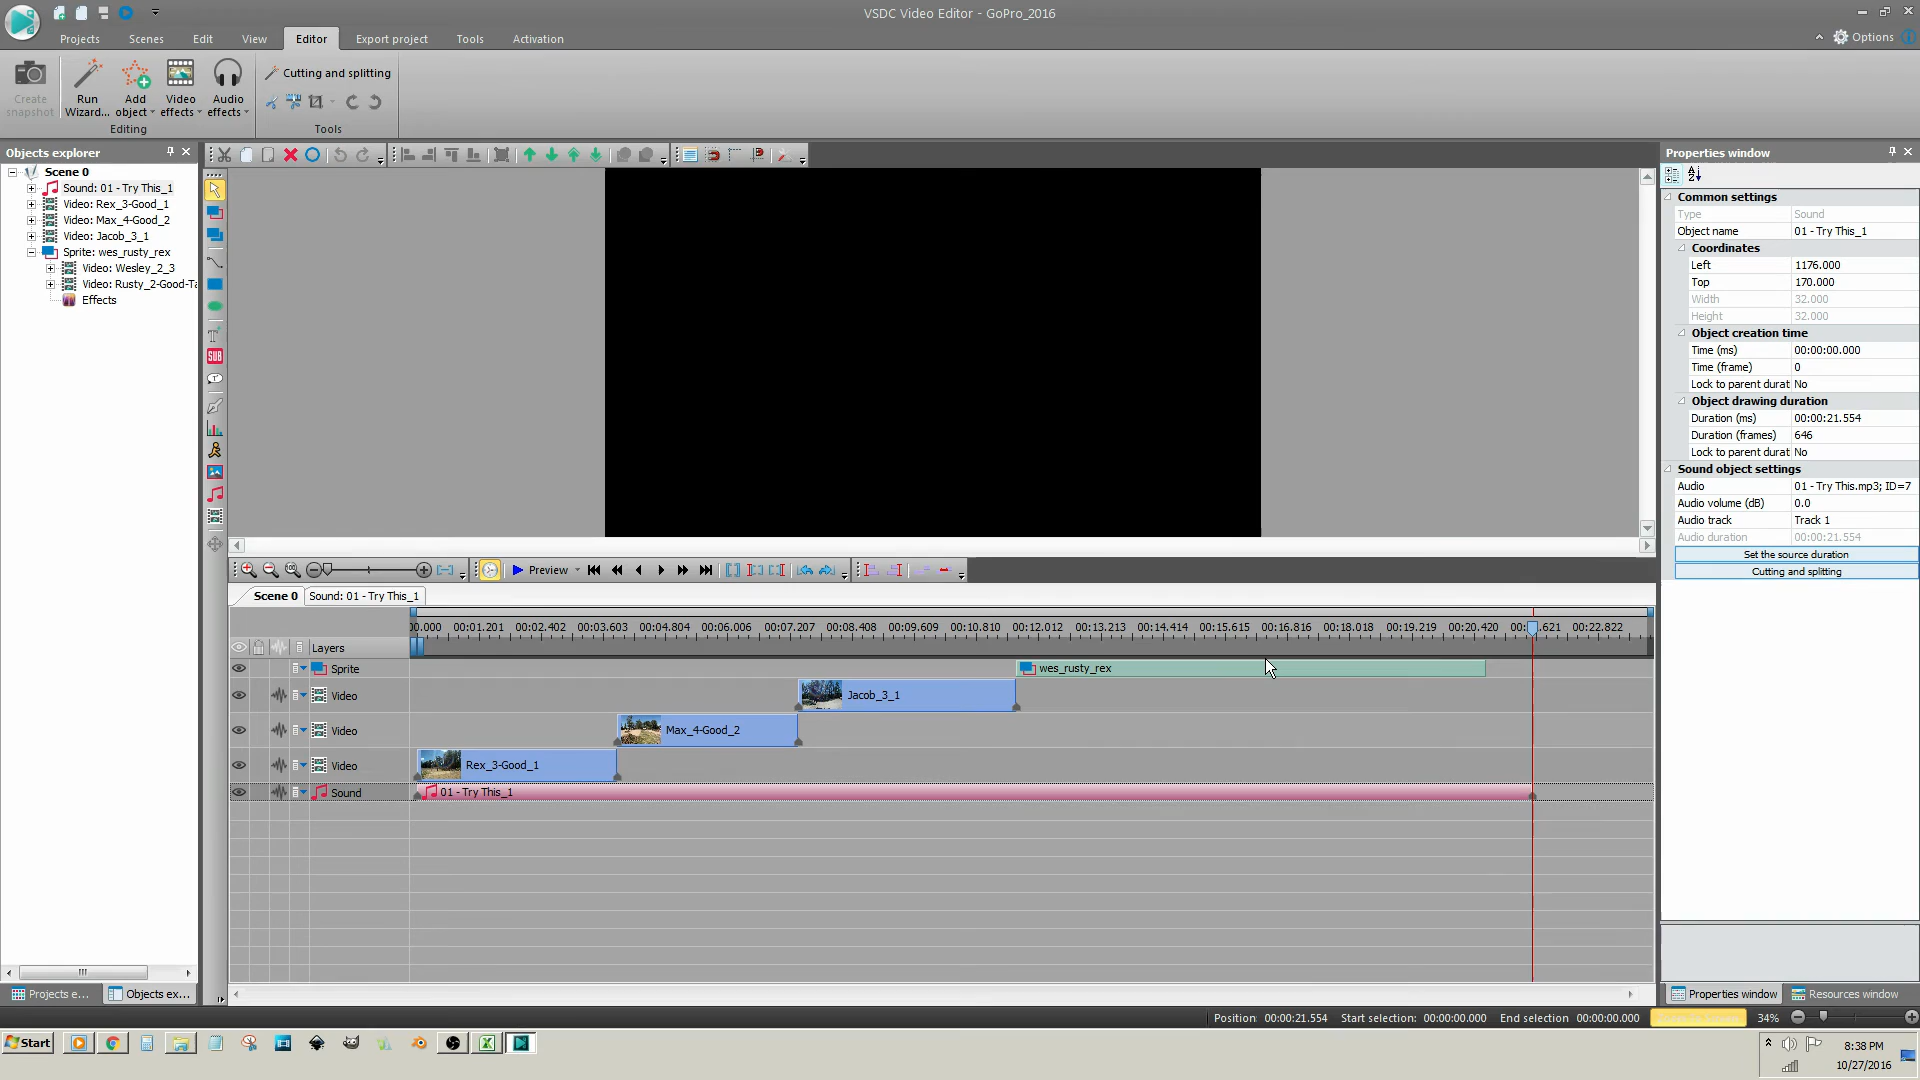 VSDC Video Editor - GoPro_2016
Projects Scenes Edit View Editor Export project Tools Activation
Options
Create snapshot
Run Wizard...
Add object
Video effects
Audio effects
Cutting and splitting
Editing
Tools
Objects explorer
Scene 0
Sound: 01 - Try This_1
Video: Rex_3-Good_1
Video: Max_4-Good_2
Video: Jacob_3_1
Sprite: wes_rusty_rex
Video: Wesley_2_3
Video: Rusty_2-Good-Ta
Effects
SUB
Properties window
Common settings
Type Sound
Object name 01 - Try This_1
Coordinates
Left 1176.000
Top 170.000
Width 32.000
Height 32.000
Object creation time
Time (ms) 00:00:00.000
Time (frame) 0
Lock to parent durat No
Object drawing duration
Duration (ms) 00:00:21.554
Duration (frames) 646
Lock to parent durat No
Sound object settings
Audio 01 - Try This.mp3; ID=7
Audio volume (dB) 0.0
Audio track Track 1
Audio duration 00:00:21.554
Set the source duration
Cutting and splitting
Preview
Scene 0 Sound: 01 - Try This_1
00.000 00:01.201 00:02.402 00:03.603 00:04.804 00:06.006 00:07.207 00:08.408 00:09.609 00:10.810 00:12.012 00:13.213 00:14.414 00:15.615 00:16.816 00:18.018 00:19.219 00:20.420 00: .621 00:22.822
Layers
Sprite wes_rusty_rex
Video Jacob_3_1
Video Max_4-Good_2
Video Rex_3-Good_1
Sound 01 - Try This_1
Projects e... Objects ex...
Properties window Resources window
Position: 00:00:21.554 Start selection: 00:00:00.000 End selection 00:00:00.000 34%
Start
8:38 PM
10/27/2016